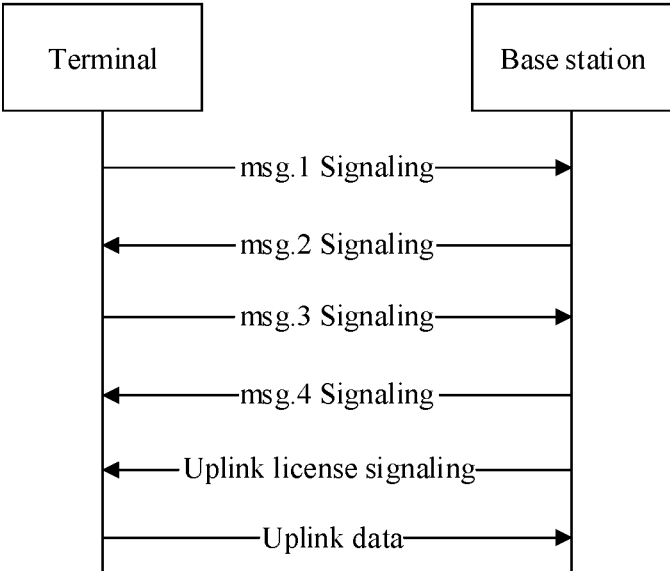 Terminal
Base station
msg.1 Signaling
msg.2 Signaling
msg.3 Signaling
msg.4 Signaling
Uplink license signaling
Uplink data